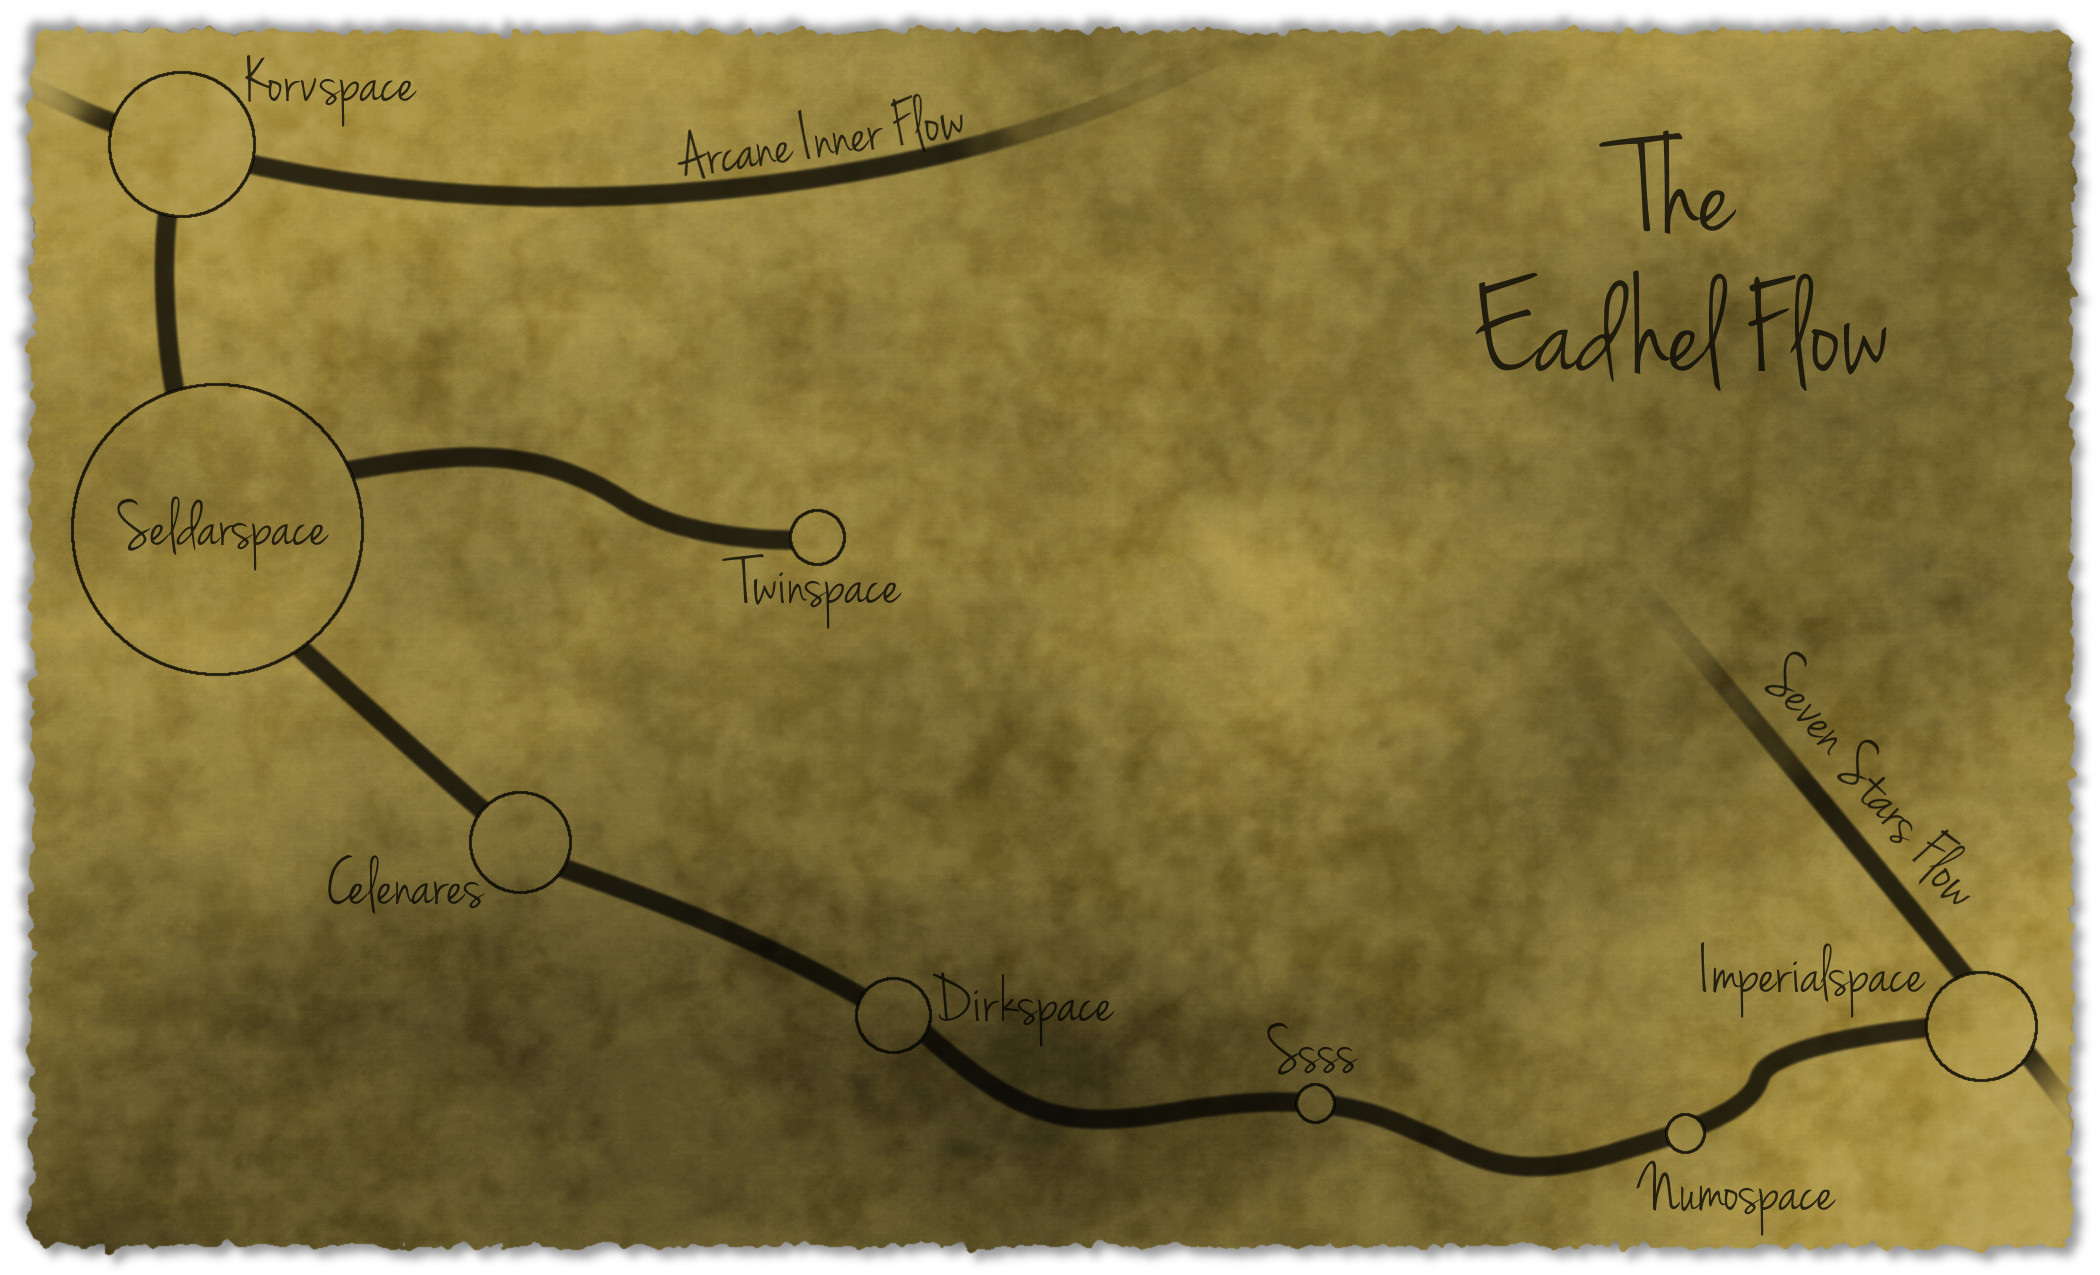 Korvspace
Arcane Inner Flow
The
Eadhel Flow
Seldarspace
Twinspace
Seven Stars Flow
Celenares
Dirkspace
Imperialspace
Ssss
Numospace